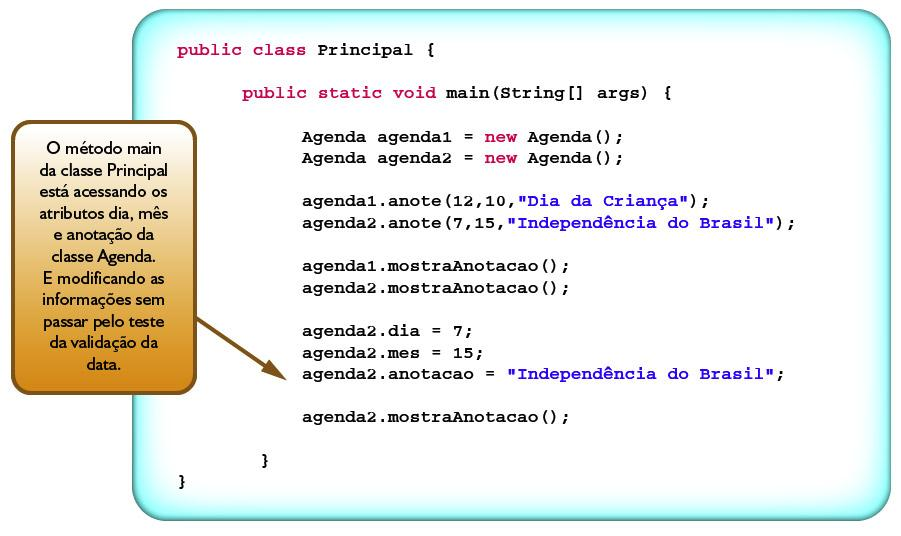 public class Principal {
public static void main(String[] args) {
Agenda agenda1 = new Agenda();
Agenda agenda2 = new Agenda();
agenda1.anote(12,10,"Dia da Criança");
agenda2.anote(7,15,"Independência do Brasil");
agenda1.mostraAnotacao();
agenda2.mostraAnotacao();
agenda2.dia = 7;
agenda2.mes = 15;
agenda2.anotacao = "Independência do Brasil";
agenda2.mostraAnotacao();
}
}
O método main
da classe Principal
está acessando os
atributos dia, mês
e anotação da
classe Agenda.
E modificando as
informações sem
passar pelo teste
da validação da
data.